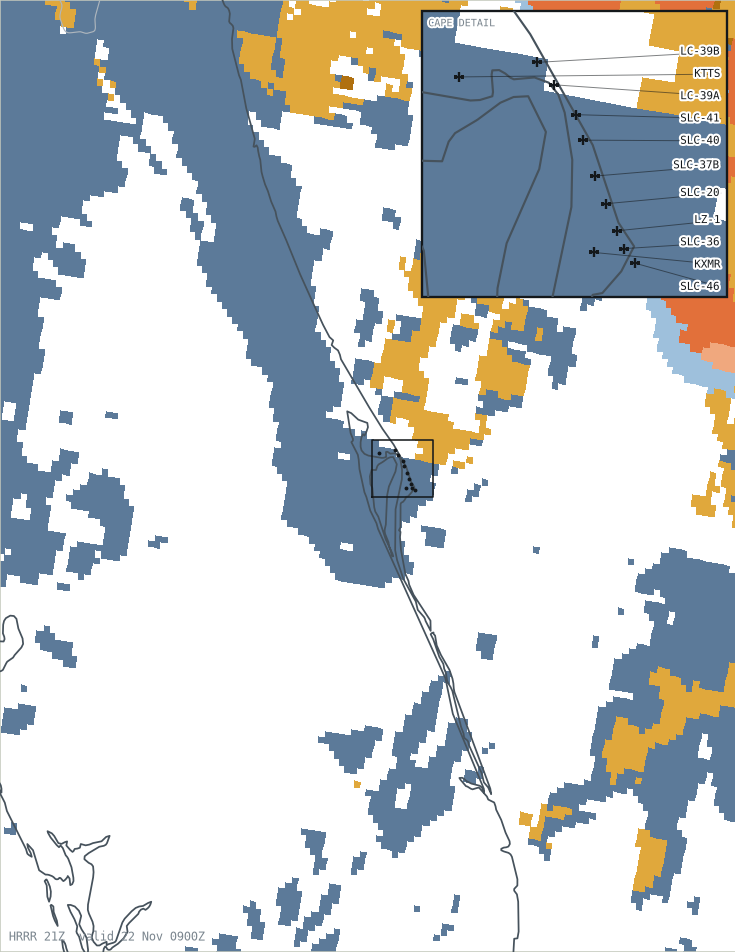 CAPE DETAIL
LC-39B
KTTS
LC-39A
SLC-41
SLC-40
SLC-37B
SLC-20
LZ-1
SLC-36
KXMR
SLC-46
HRRR 21Z  valid 22 Nov 0900Z